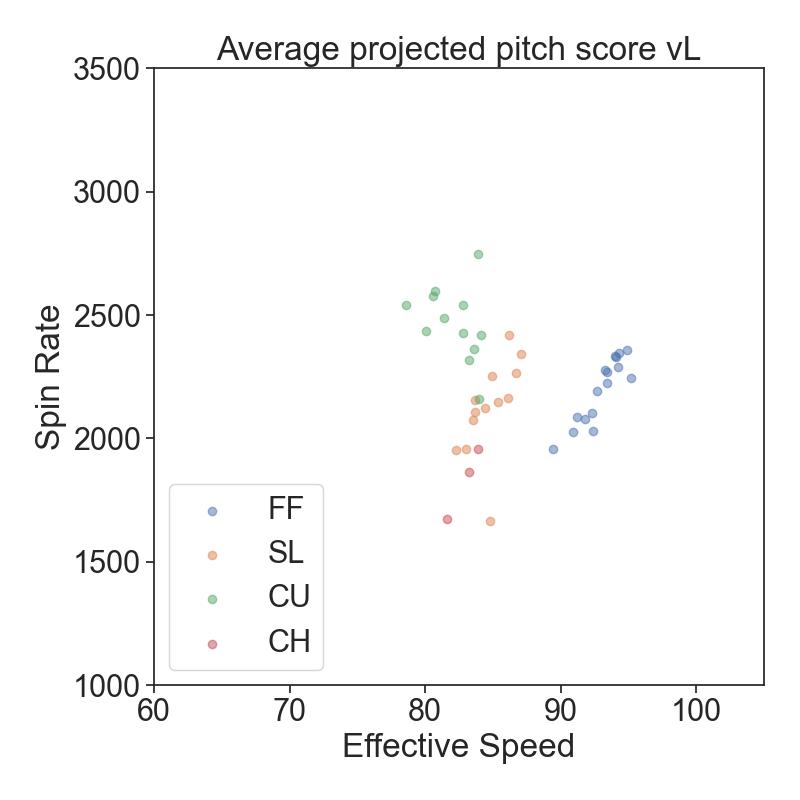 Average projected pitch score vL
3500
3000
2500
2000
1500
1000
Spin Rate
FF
SL
CU
CH
60 70 80 90 100
Effective Speed